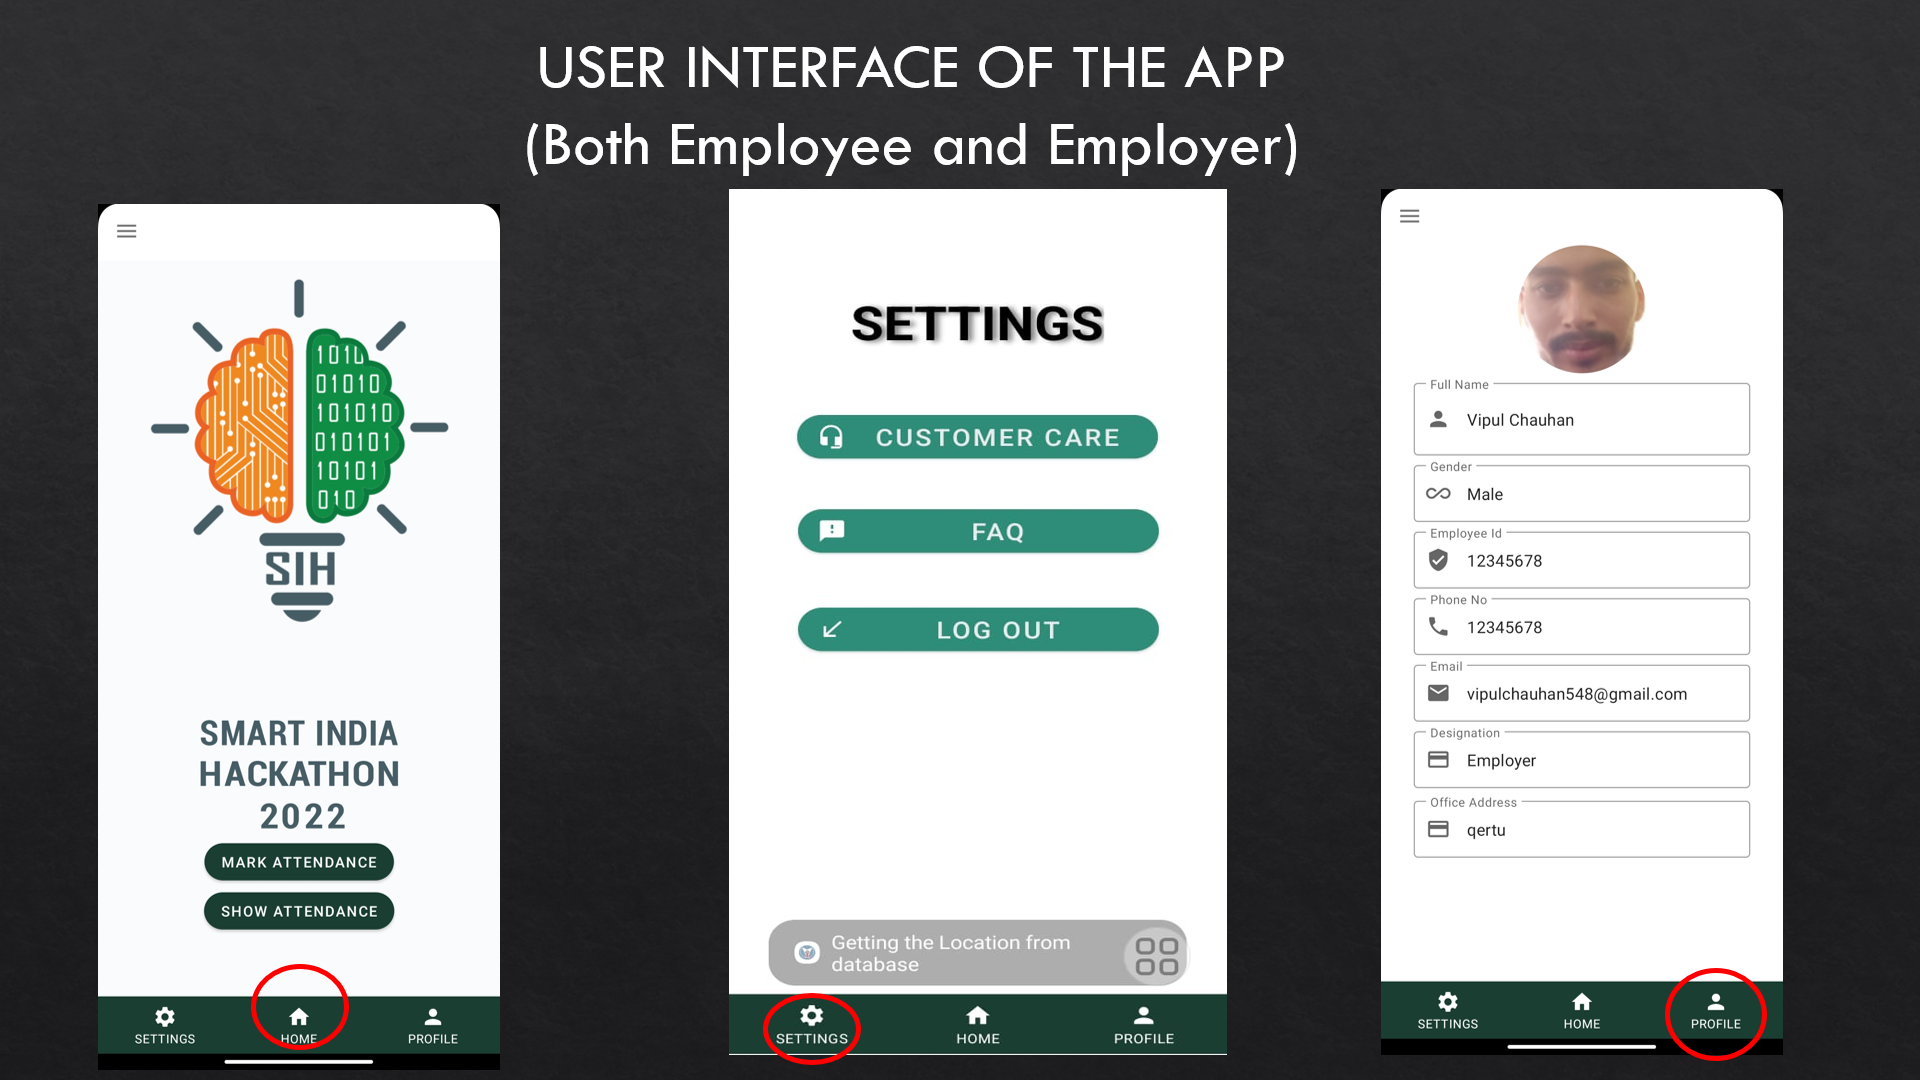 USER INTERFACE OF THE APP
(Both Employee and Employer)
101L
01010
101010
010101
10101
010
SIH
SMART INDIA
HACKATHON
2022
MARK ATTENDANCE
SHOW ATTENDANCE
SETTINGS
HOME
PROFILE
SETTINGS
CUSTOMER CARE
FAQ
LOG OUT
Getting the Location from
database
SETTINGS
HOME
PROFILE
Full Name
Vipul Chauhan
Gender
Male
Employee Id
12345678
Phone No
12345678
Email
vipulchauhan548@gmail.com
Designation
Employer
Office Address
qertu
SETTINGS
HOME
PROFILE